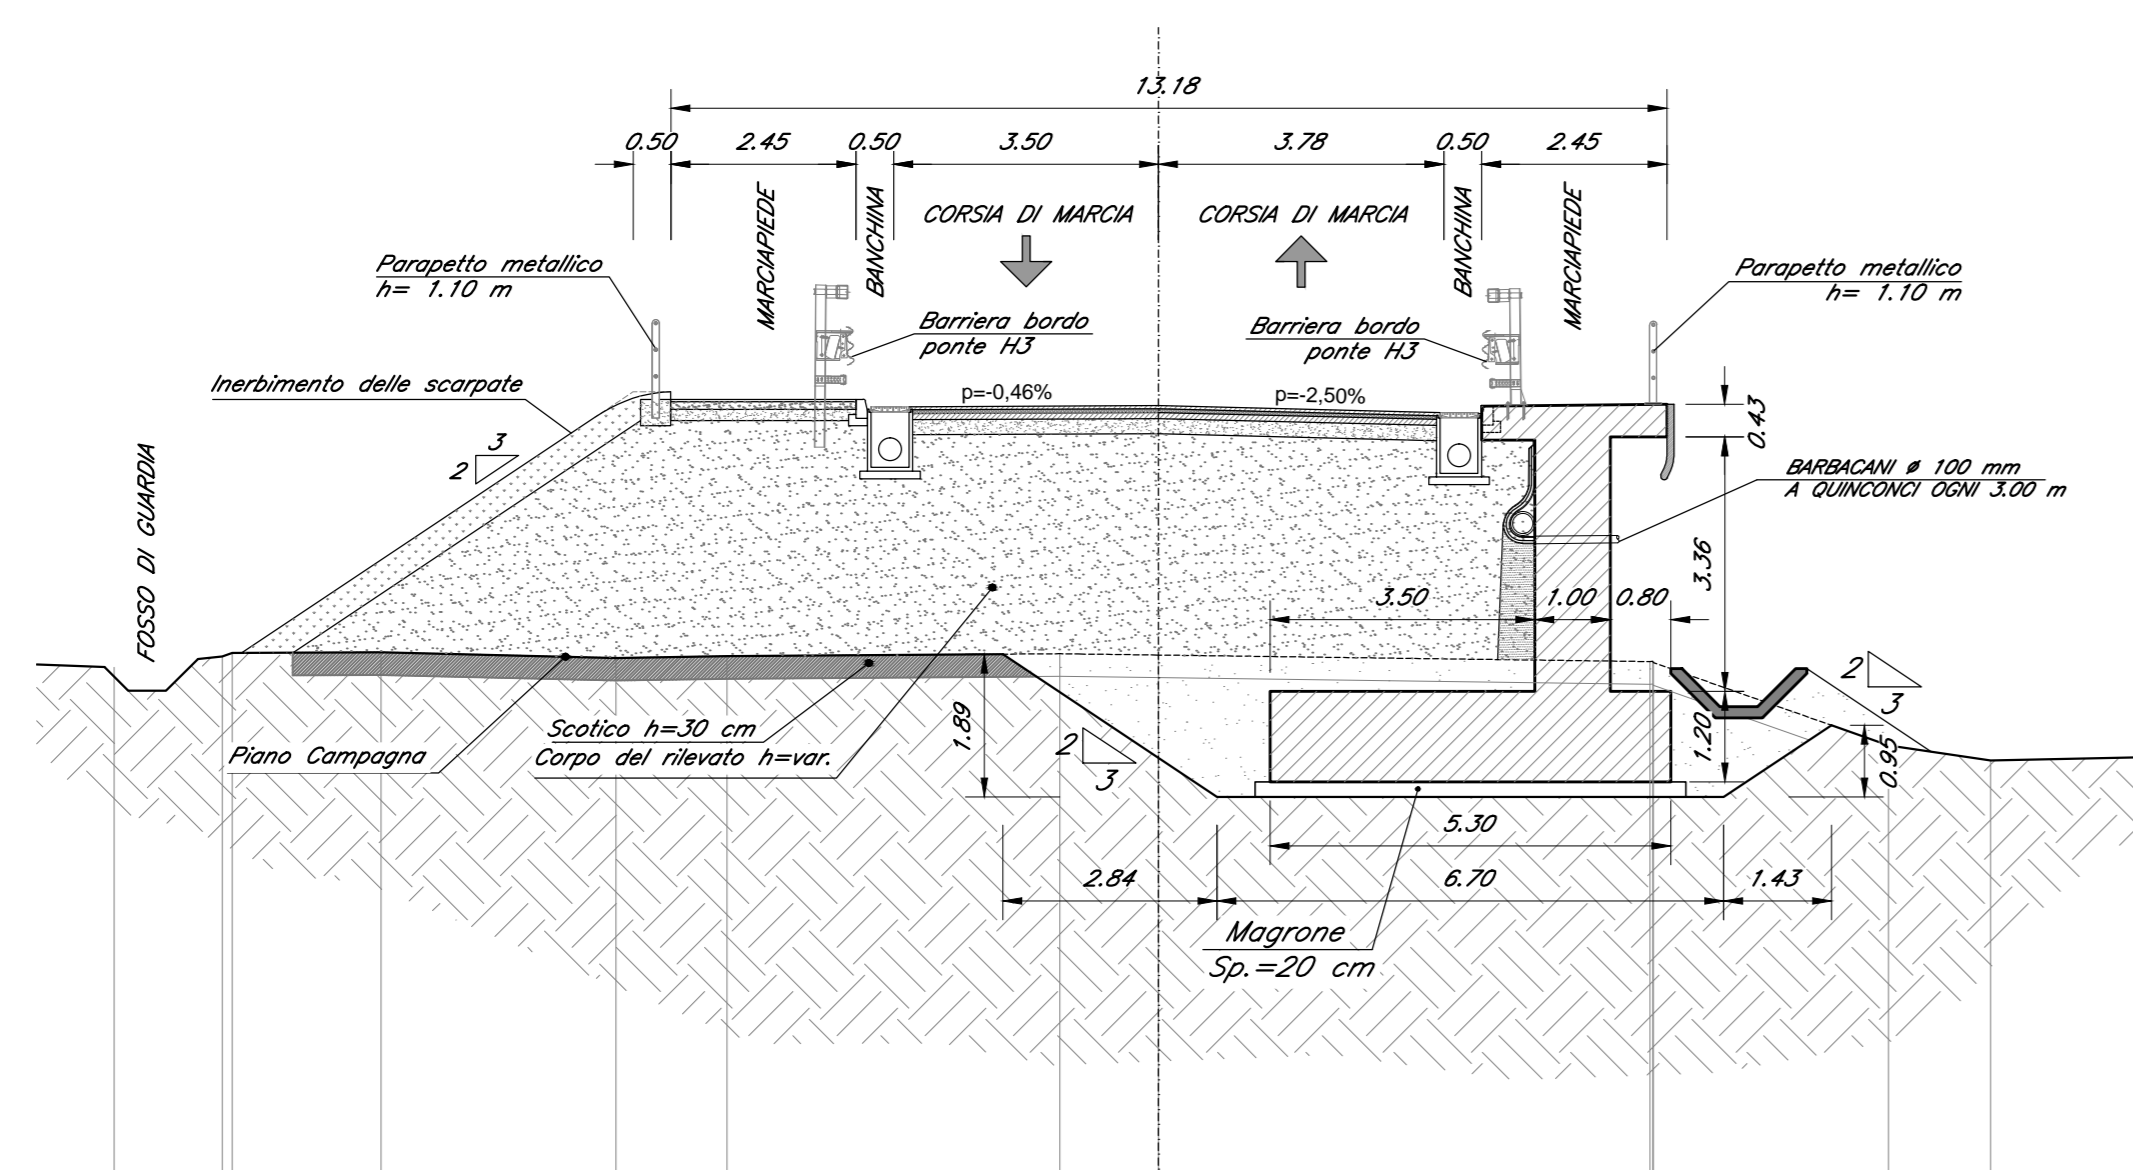 13.18
0.50 2.45 0.50 3.50 3.78 0.50 2.45
MARCIAPIEDE
BANCHINA
CORSIA DI MARCIA
CORSIA DI MARCIA
BANCHINA
MARCIAPIEDE
Parapetto metallico
h= 1.10 m
Parapetto metallico
h= 1.10 m
Barriera bordo
ponte H3
Barriera bordo
ponte H3
Inerbimento delle scarpate
p=-0,46%
p=-2,50%
0.43
3
2
FOSSO DI GUARDIA
BARBACANI ø 100 mm
A QUINCONCI OGNI 3.00 m
3.36
3.50 1.00 0.80
2
3
1.89
1.20
0.95
Scotico h=30 cm
Piano Campagna
Corpo del rilevato h=var.
2
3
5.30
2.84 6.70 1.43
Magrone
Sp.=20 cm